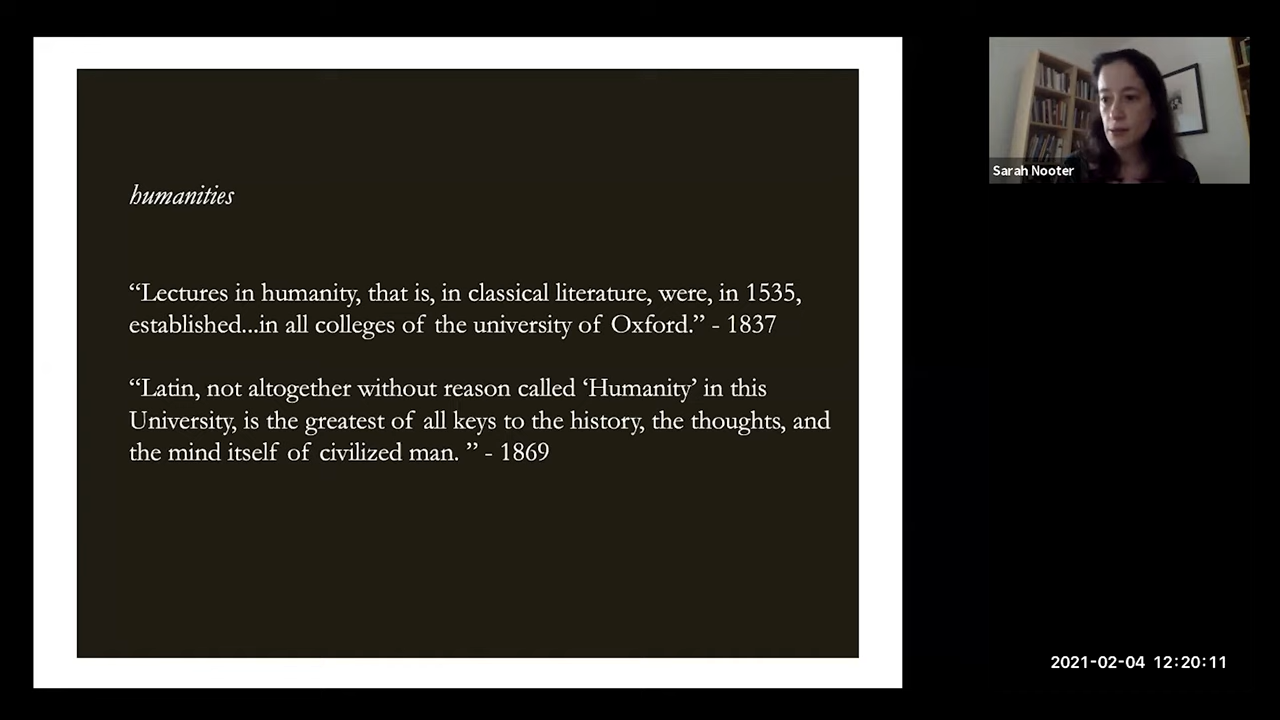 humanities
“Lectures in humanity, that is, in classical literature, were, in 1535,
established...in all colleges of the university of Oxford.” - 1837
“Latin, not altogether without reason called ‘Humanity’ in this
University, is the greatest of all keys to the history, the thoughts, and
the mind itself of civilized man. ” - 1869
Sarah Nooter
2021-02-04 12:20:11